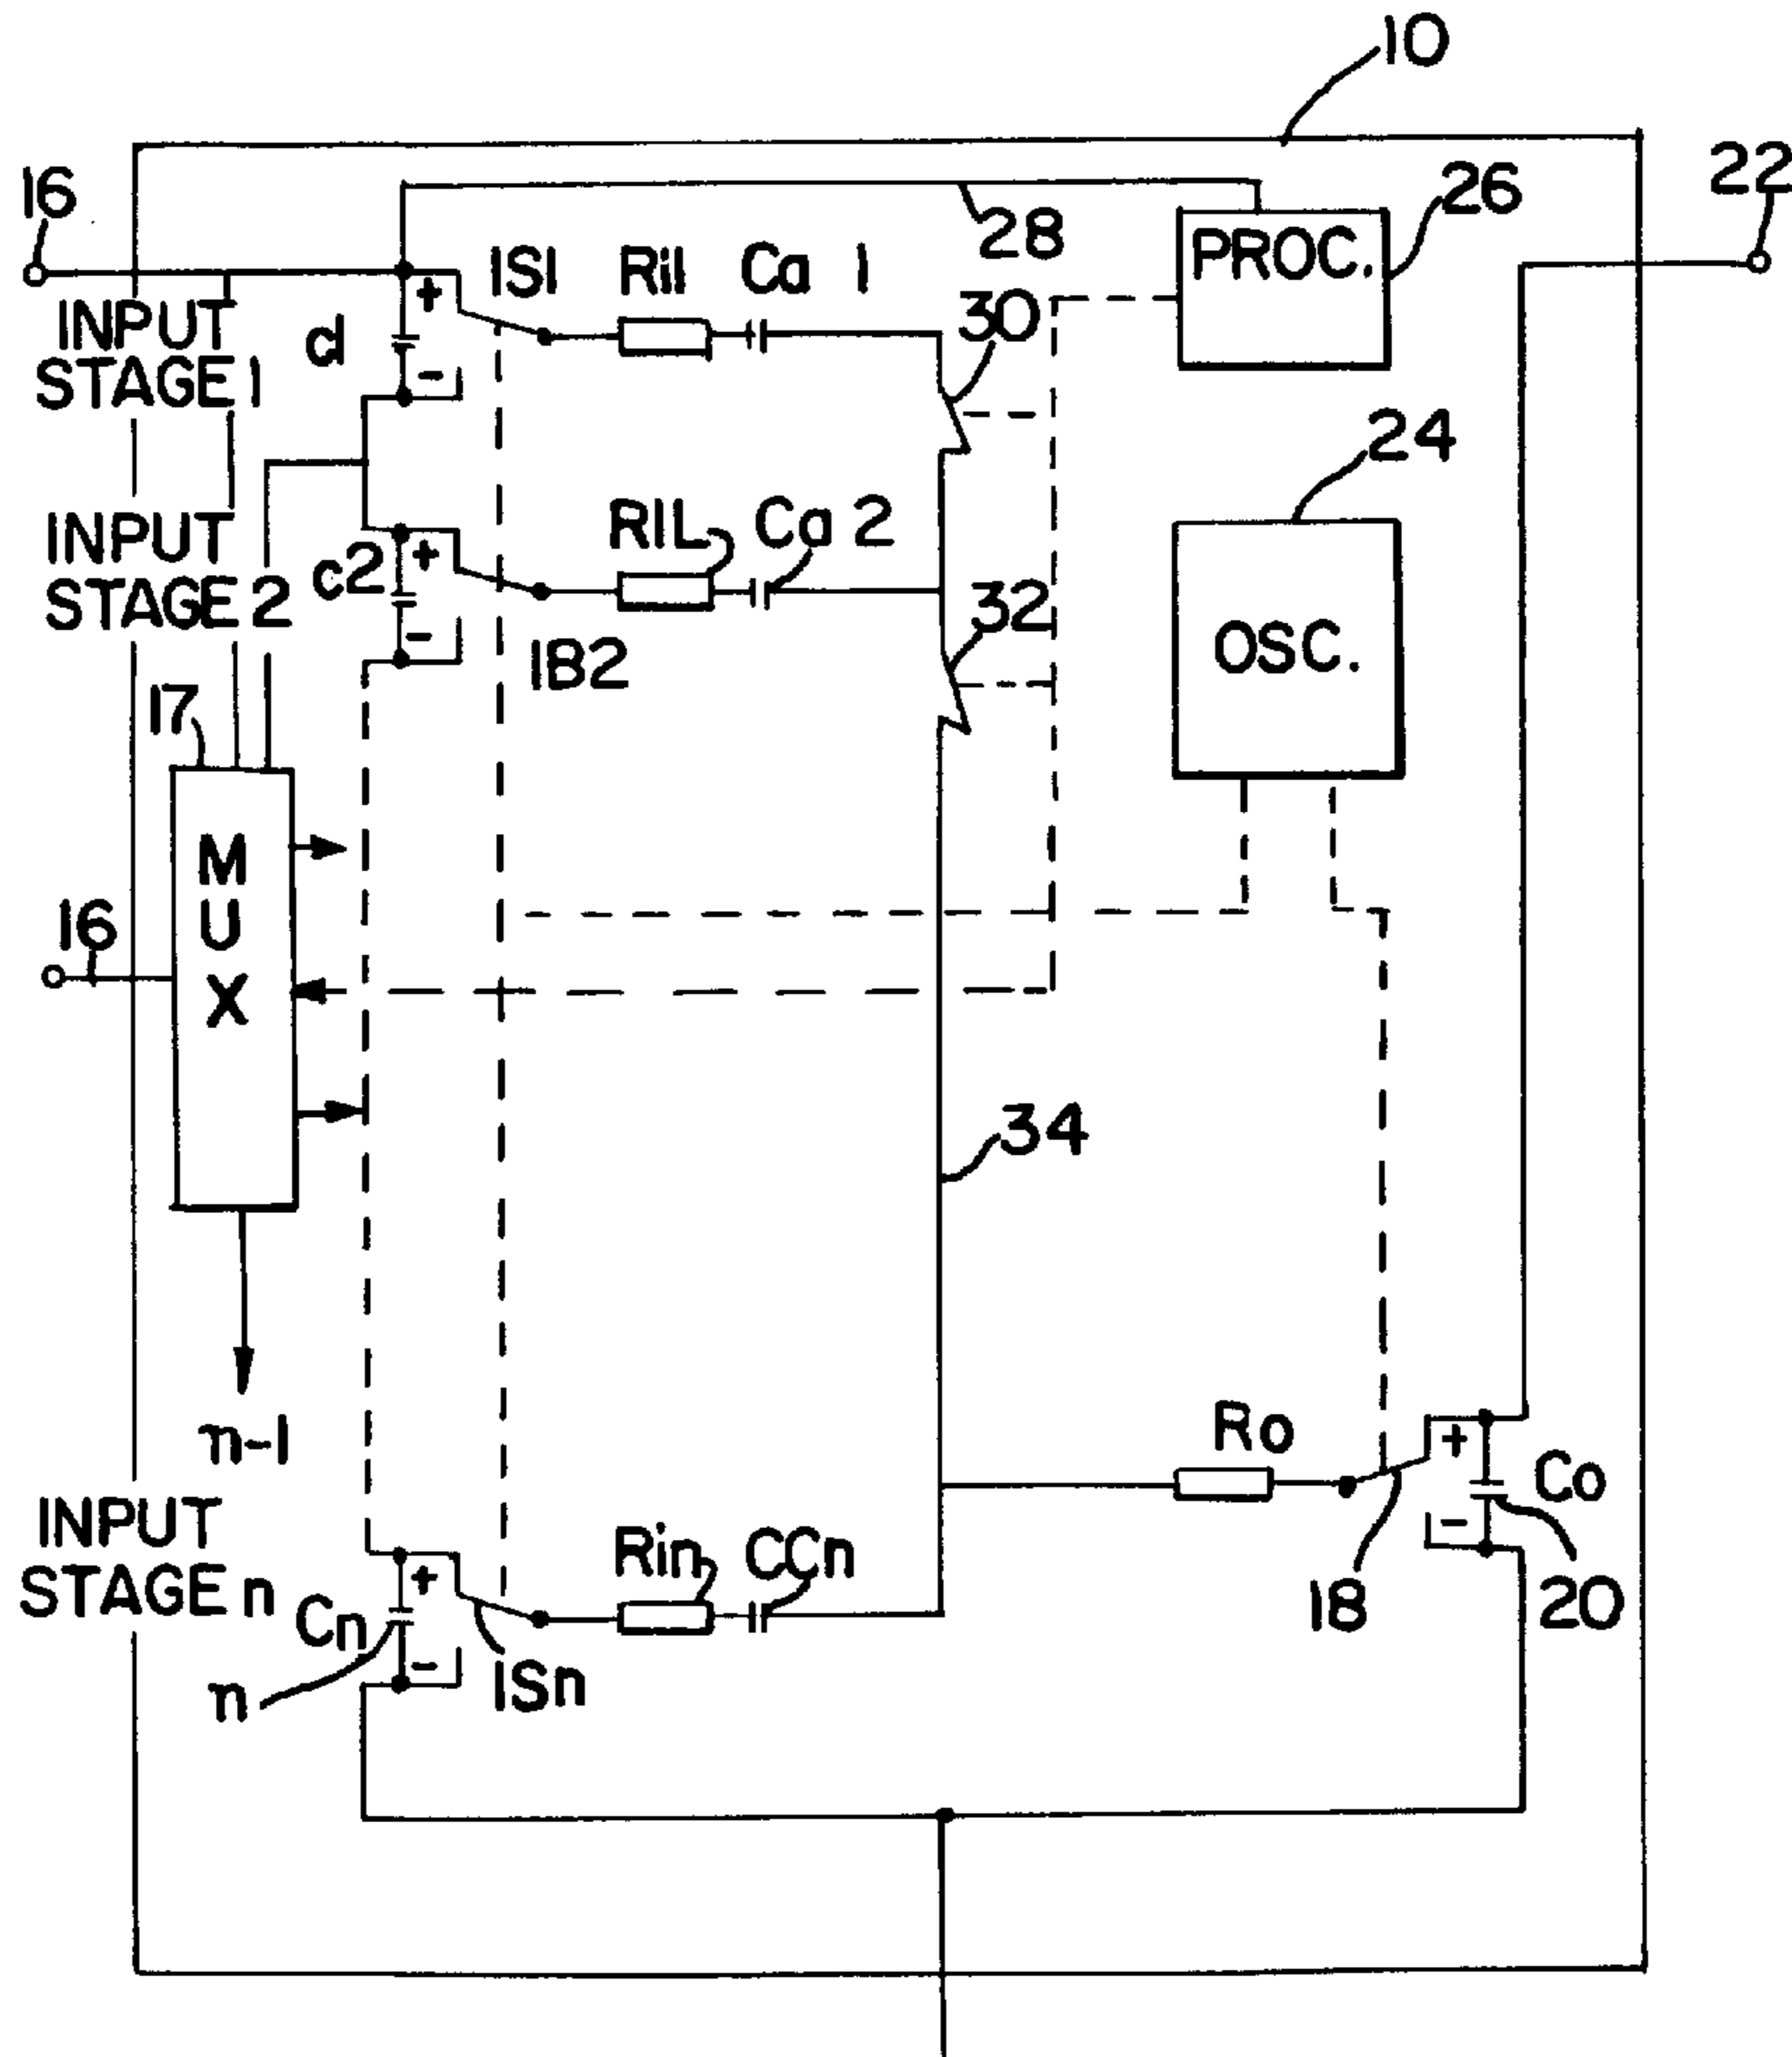 10
16
22
26
28
PROC.
IS1
Ri1
Ca 1
30
INPUT
STAGE 1
d
+
-
24
RIL
Ca 2
INPUT
STAGE 2
c2
+
-
32
OSC.
1B2
17
M
U
X
16
34
n-1
Ro
+
Co
-
INPUT
STAGE n
Rin
CCn
18
20
Cn
+
-
n
ISn